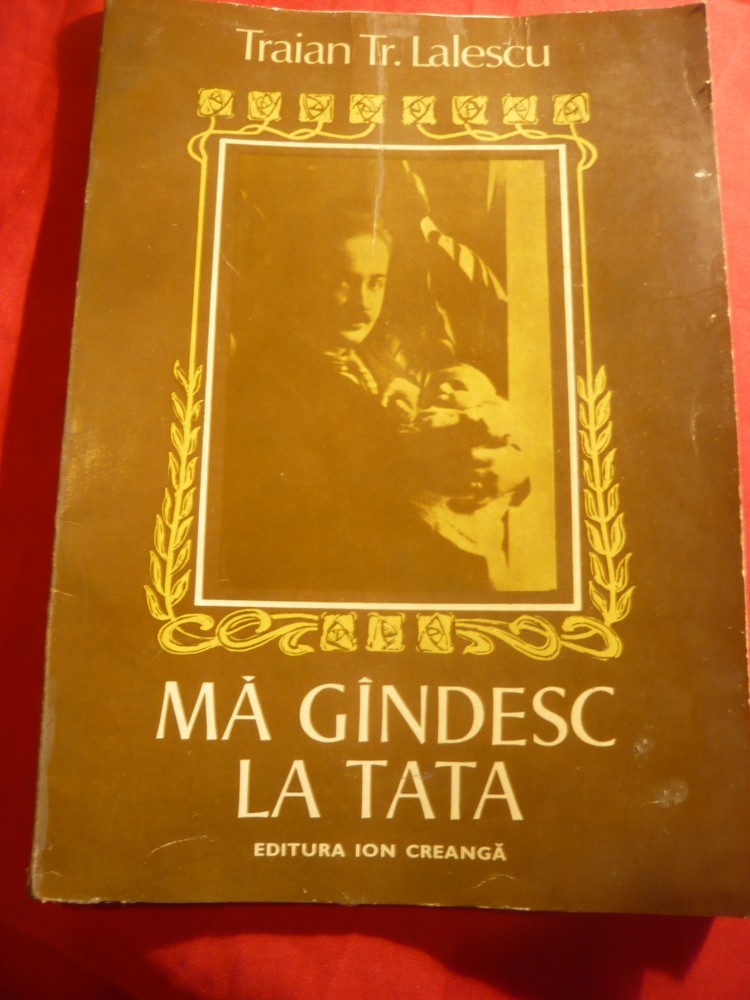 Traian Tr. Lalescu
MĂ GÎNDESC
LA TATA
EDITURA ION CREANGĂ